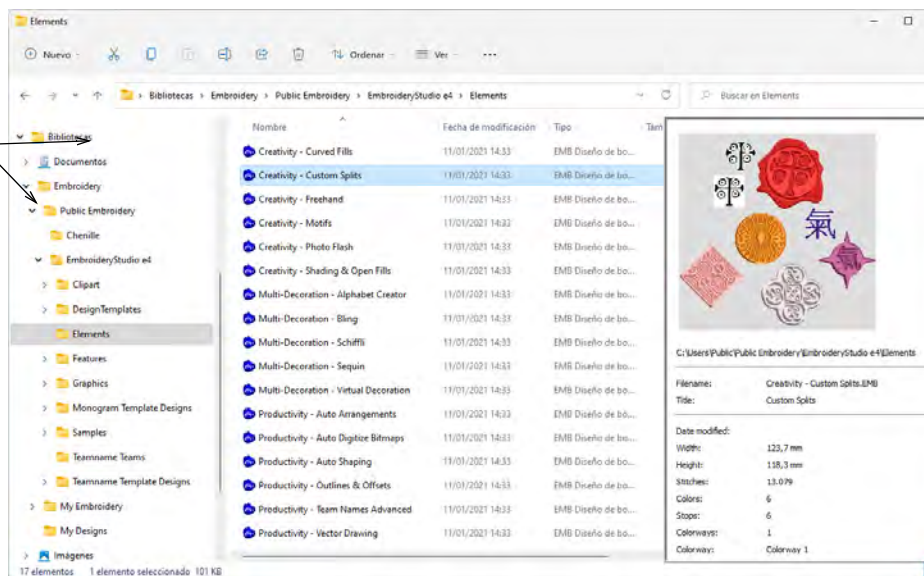 Elements
Nuevo
Ordenar
Ver
Bibliotecas > Embroidery > Public Embroidery > EmbroideryStudio e4 > Elements
Buscar en Elements
Bibliotecas
Documentos
Embroidery
Public Embroidery
Chenille
EmbroideryStudio e4
Clipart
DesignTemplates
Elements
Features
Graphics
Monogram Template Designs
Samples
Teamname Teams
Teamname Template Designs
My Embroidery
My Designs
Imágenes
Nombre Fecha de modificación Tipo Tam
Creativity - Curved Fills 11/01/2021 14:33 EMB Diseño de bo...
Creativity - Custom Splits 11/01/2021 14:33 EMB Diseño de bo...
Creativity - Freehand 11/01/2021 14:33 EMB Diseño de bo...
Creativity - Motifs 11/01/2021 14:33 EMB Diseño de bo...
Creativity - Photo Flash 11/01/2021 14:33 EMB Diseño de bo...
Creativity - Shading & Open Fills 11/01/2021 14:33 EMB Diseño de bo...
Multi-Decoration - Alphabet Creator 11/01/2021 14:33 EMB Diseño de bo...
Multi-Decoration - Bling 11/01/2021 14:33 EMB Diseño de bo...
Multi-Decoration - Schiffli 11/01/2021 14:33 EMB Diseño de bo...
Multi-Decoration - Sequin 11/01/2021 14:33 EMB Diseño de bo...
Multi-Decoration - Virtual Decoration 11/01/2021 14:33 EMB Diseño de bo...
Productivity - Auto Arrangements 11/01/2021 14:33 EMB Diseño de bo...
Productivity - Auto Digitize Bitmaps 11/01/2021 14:33 EMB Diseño de bo...
Productivity - Auto Shaping 11/01/2021 14:33 EMB Diseño de bo...
Productivity - Outlines & Offsets 11/01/2021 14:33 EMB Diseño de bo...
Productivity - Team Names Advanced 11/01/2021 14:33 EMB Diseño de bo...
Productivity - Vector Drawing 11/01/2021 14:33 EMB Diseño de bo...
氣
氣
C:\Users\Public\Public Embroidery\EmbroideryStudio e4\Elements
Filename: Creativity - Custom Splits.EMB
Title: Custom Splits
Date modified:
Width: 123,7 mm
Height: 118,3 mm
Stitches: 13.079
Colors: 6
Stops: 6
Colorways: 1
Colorway: Colorway 1
17 elementos 1 elemento seleccionado 101 KB